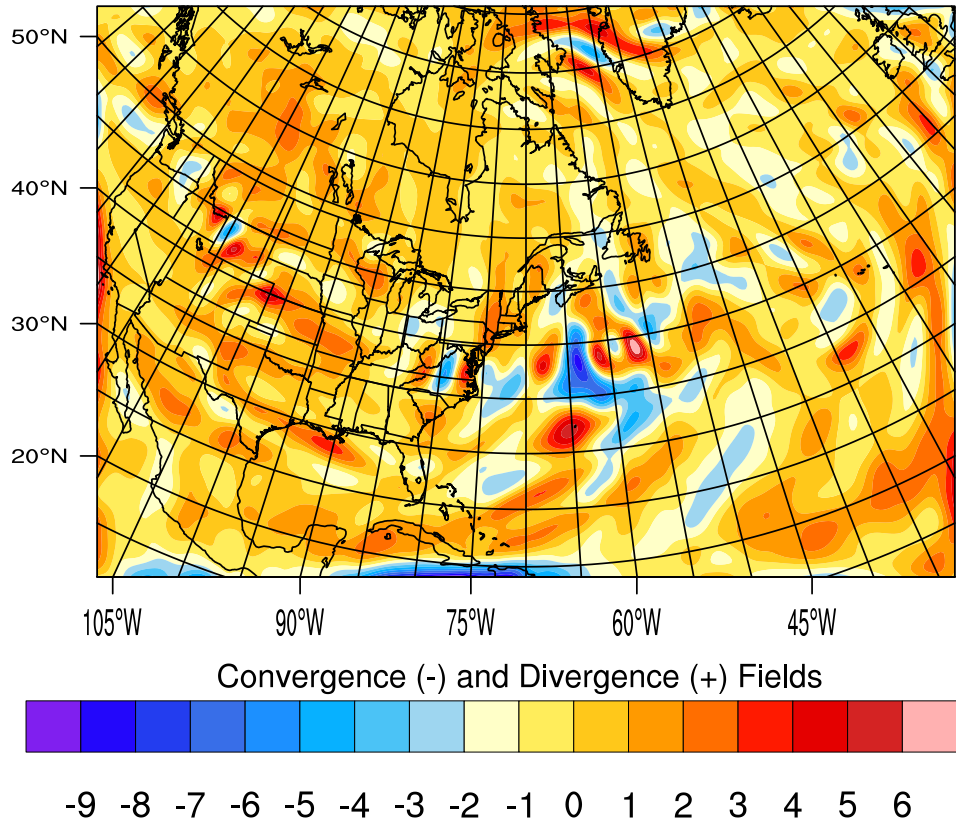 50°N
40°N
30°N
20°N
105°W 90°W 75°W 60°W 45°W
Convergence (-) and Divergence (+) Fields
-9 -8 -7 -6 -5 -4 -3 -2 -1 0 1 2 3 4 5 6